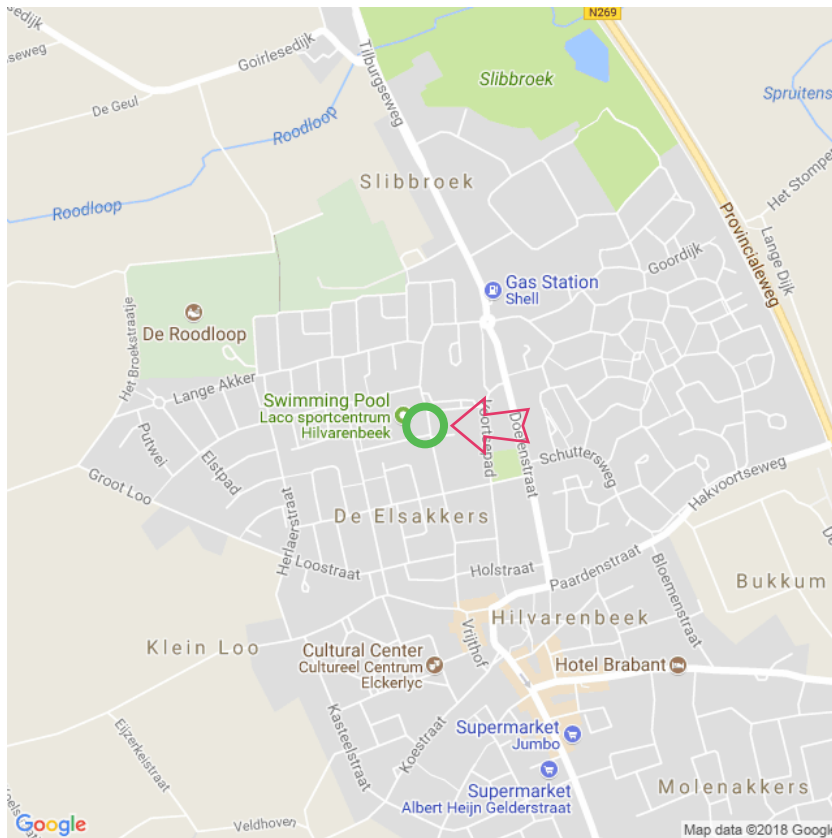 N269
Goirlesedijk
Tilburgseweg
Slibbroek
De Geul
Roodloop
Spruitens
Slibbroek
Roodloop
Het Stomper
Provincialeweg
Lange Dijk
Goordijk
Gas Station
Shell
De Roodloop
Het Broekstraatje
Lange Akker
Swimming Pool
Laco sportcentrum
Hilvarenbeek
Doelenstraat
Putwel
Elstpad
Schuttersweg
Groot Loo
Hakvoortseweg
De Elsakkers
Herlaerstraat
Loostraat
Holstraat
Paardenstraat
Bloemenstraat
Bukkum
Hilvarenbeek
Vrijthof
Klein Loo
Cultural Center
Cultureel Centrum
Elckerlyc
Hotel Brabant
Kasteelstraat
Koestraat
Eijzerkeistraat
Supermarket
Jumbo
Supermarket
Albert Heijn Gelderstraat
Molenakkers
Veldhoven
Google
Map data ©2018 Google